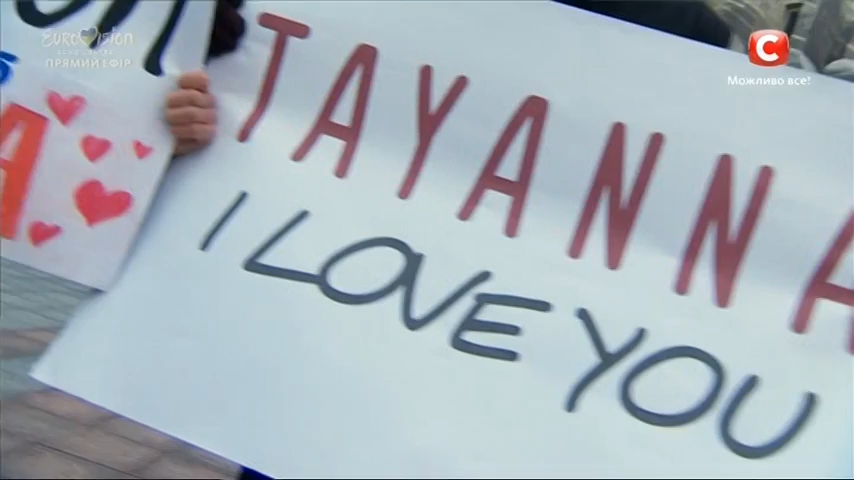 EUROVISION
ПРЯМИЙ ЕФІР
C
Можливо все!
TAYANNA
I LOVE YOU